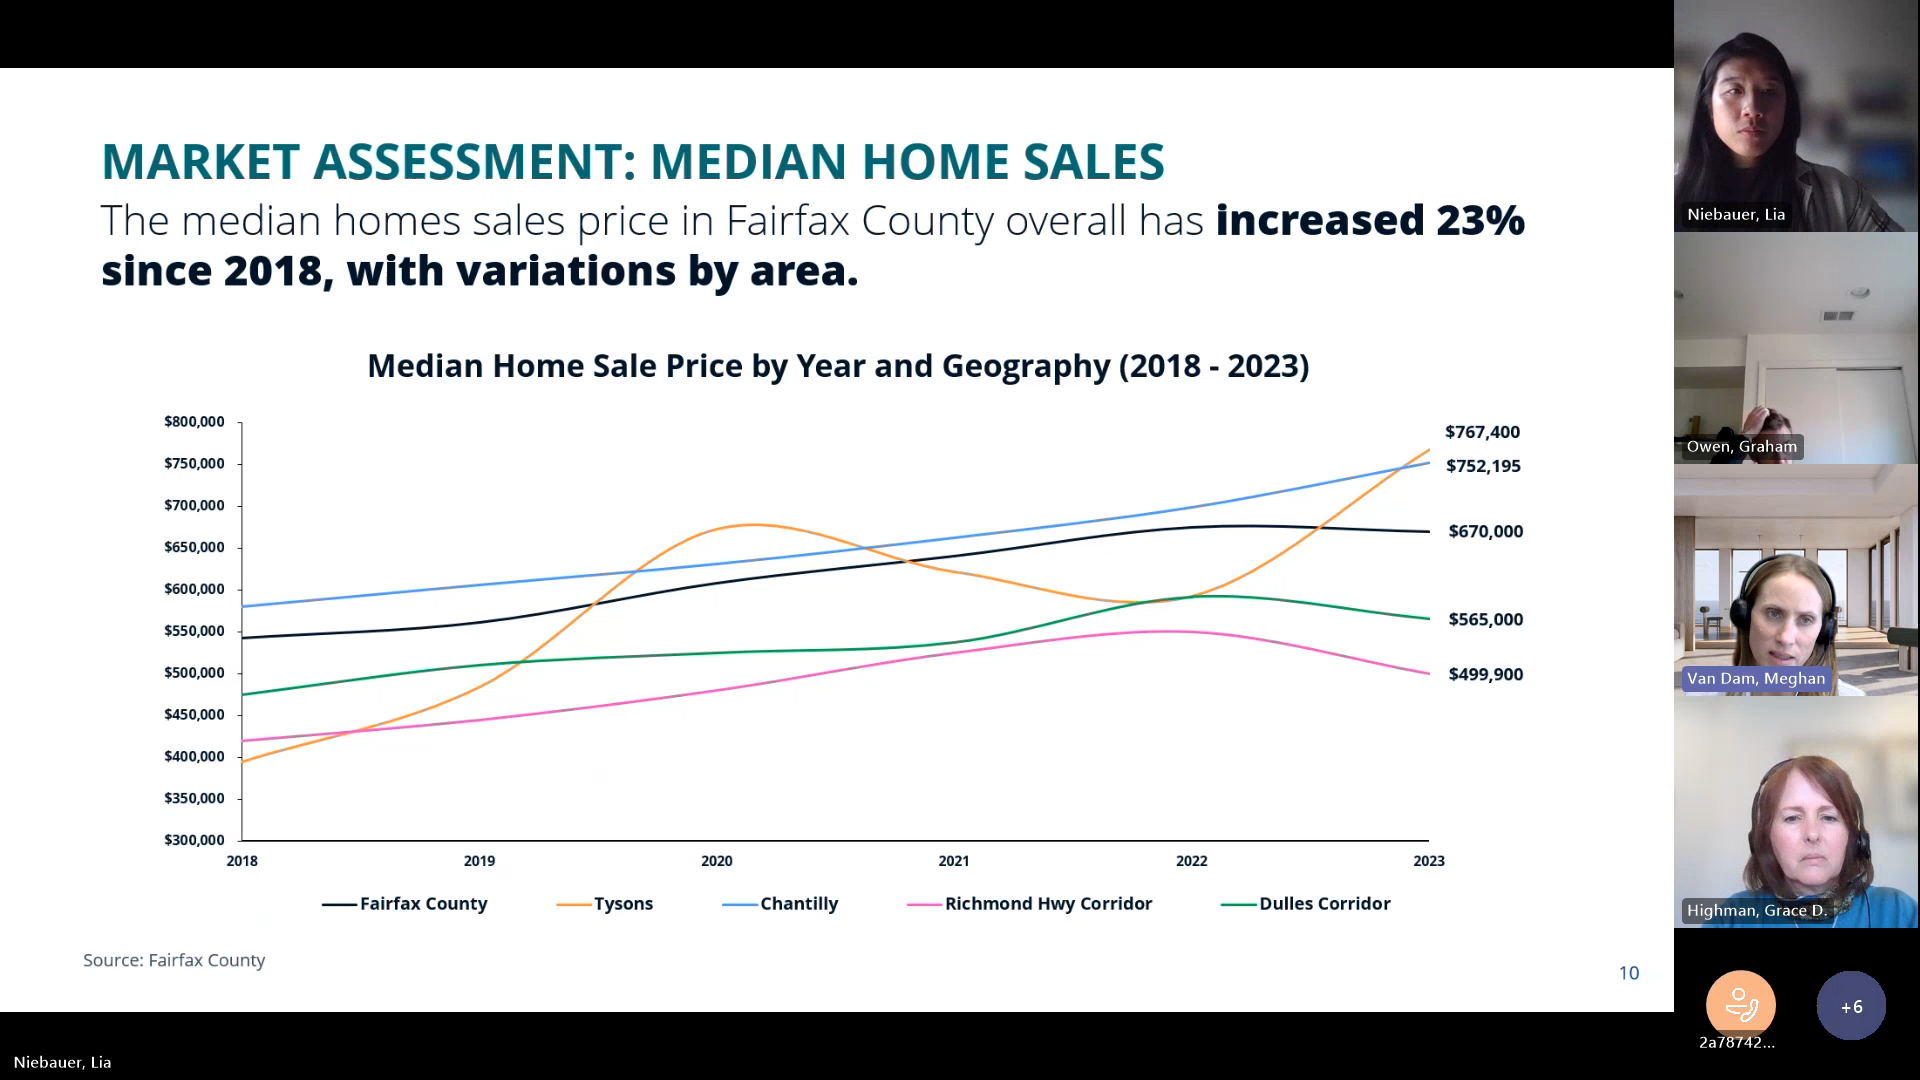 MARKET ASSESSMENT: MEDIAN HOME SALES
The median homes sales price in Fairfax County overall has increased 23%
since 2018, with variations by area.
Median Home Sale Price by Year and Geography (2018 - 2023)
$800,000
$750,000
$700,000
$650,000
$600,000
$550,000
$500,000
$450,000
$400,000
$350,000
$300,000
$767,400
$752,195
$670,000
$565,000
$499,900
2018 2019 2020 2021 2022 2023
Fairfax County Tysons Chantilly Richmond Hwy Corridor Dulles Corridor
Source: Fairfax County
10
Niebauer, Lia
Niebauer, Lia
Owen, Graham
Van Dam, Meghan
Highman, Grace D.
2a78742...
+6